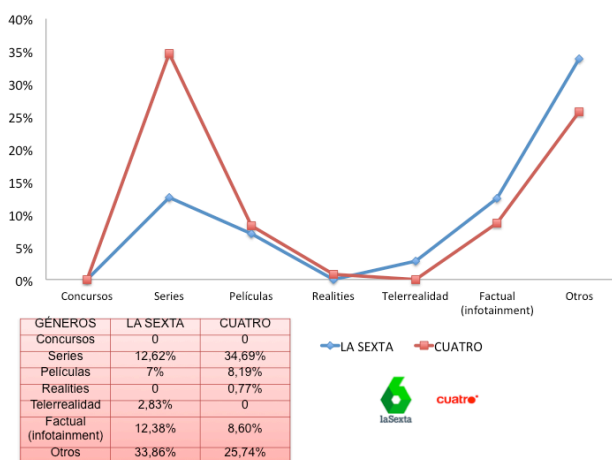 40%
35%
30%
25%
20%
15%
10%
5%
0%
Concursos Series Películas Realities Telerrealidad Factual Otros
(infotainment)
GÉNEROS LA SEXTA CUATRO
Concursos 0 0
Series 12,62% 34,69%
Películas 7% 8,19%
Realities 0 0,77%
Telerrealidad 2,83% 0
Factual
(infotainment) 12,38% 8,60%
Otros 33,86% 25,74%
LA SEXTA CUATRO
laSexta
cuatro